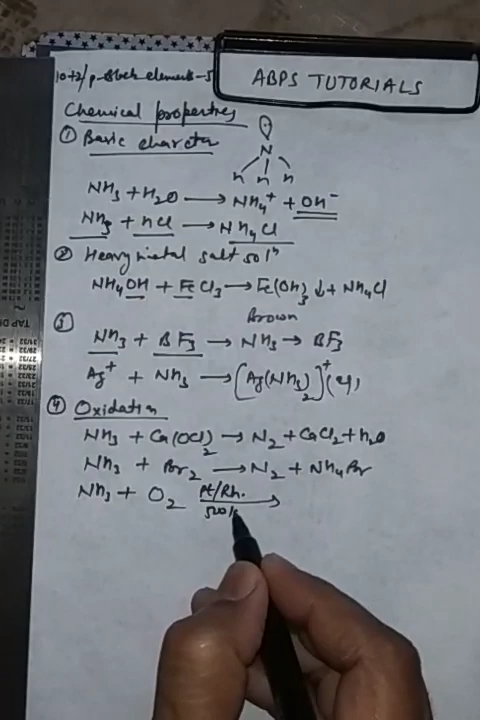 10+2/p-Block elements-5
ABPS TUTORIALS
Chemical properties
① Basic charcter
N
H H H
NH3 + H2O → NH4+ + OH-
NH3 + HCl → NH4Cl
② Heavy metal salt soln
NH4OH + FeCl3 → Fe(OH)3 ↓ + NH4Cl
Brown
③
NH3 + BF3 → NH3 → BF3
Ag+ + NH3 → [Ag(NH3)2]+ (aq)
④ Oxidation
NH3 + Ca(OCl)2 → N2 + CaCl2 + H2O
NH3 + Br2 → N2 + NH4Br
NH3 + O2 Pt/Rh. →
500K